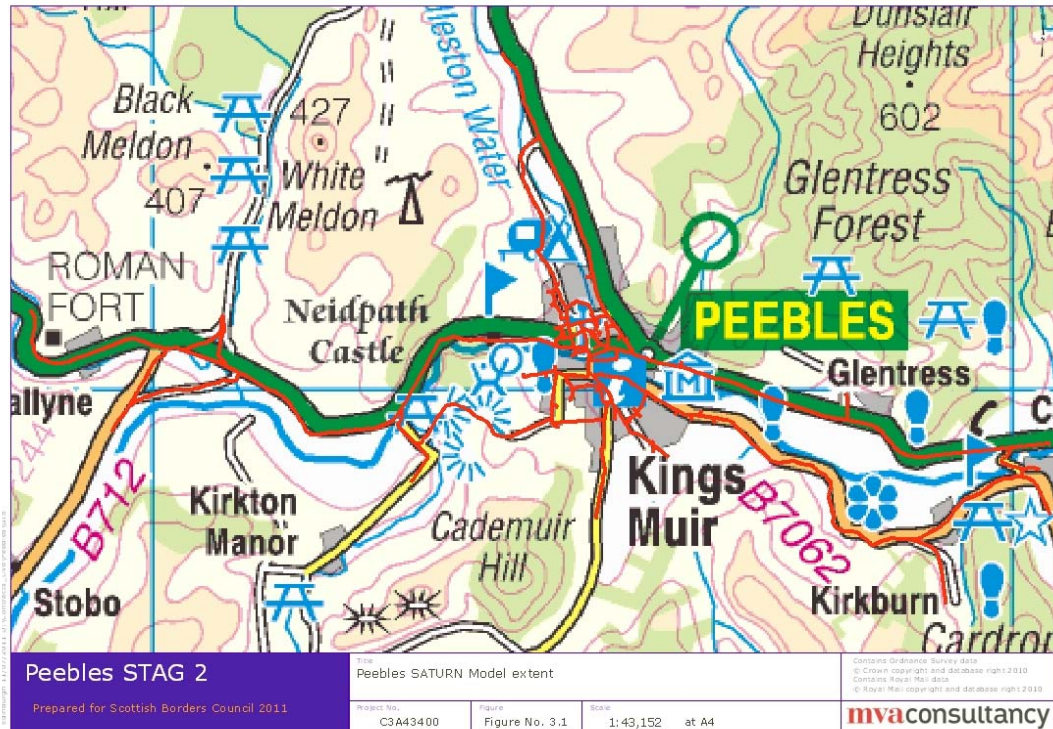 Dunslair
Heights
602
Black
Meldon
407
427
White
Meldon
Glentress
Forest
ROMAN
FORT
Neidpath
Castle
PEEBLES
Glentress
allyne
244
B712
Kirkton
Manor
Cademuir
Hill
Kings
Muir
B7062
Stobo
Kirkburn
Cardron
leston Water
M
C
Peebles STAG 2
Prepared for Scottish Borders Council 2011
Title
Peebles SATURN Model extent
Project No.
C3A43400
Figure
Figure No. 3.1
Scale
1:43,152 at A4
Contains Ordnance Survey data
© Crown copyright and database right 2010
Contains Royal Mail data
© Royal Mail copyright and database right 2010
mvaconsultancy